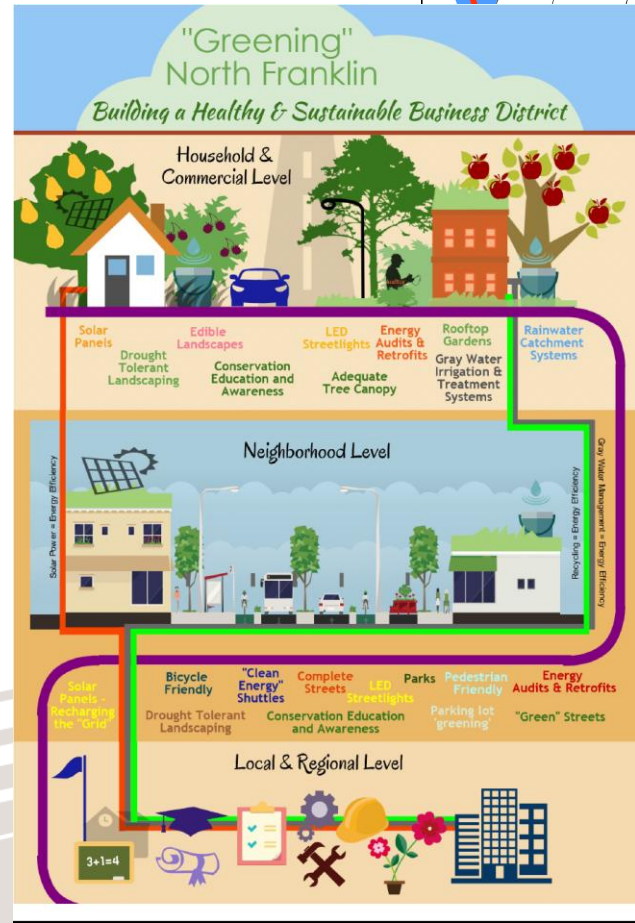 "Greening"
North Franklin
Building a Healthy & Sustainable Business District
Household &
Commercial Level
Solar
Panels
Drought
Tolerant
Landscaping
Edible
Landscapes
Conservation
Education and
Awareness
LED
Streetlights
Adequate
Tree Canopy
Energy
Audits &
Retrofits
Rooftop
Gardens
Gray Water
Irrigation &
Treatment
Systems
Rainwater
Catchment
Systems
Neighborhood Level
Solar Power = Energy Efficiency
Recycling = Energy Efficiency
Gray Water Management = Energy Efficiency
Solar
Panels -
Recharging
the "Grid"
Bicycle
Friendly
Drought Tolerant
Landscaping
"Clean
Energy"
Shuttles
Complete
Streets
Conservation Education
and Awareness
LED
Streetlights
Parks
Pedestrian
Friendly
Parking lot
'greening'
Energy
Audits & Retrofits
"Green" Streets
Local & Regional Level
3+1=4